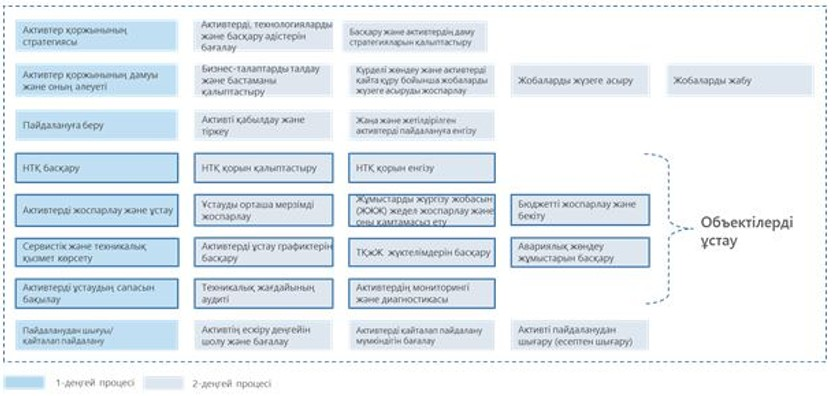 Активтер қоржынының
стратегиясы
Активтерді, технологияларды
және басқару әдістерін
бағалау
Басқару және активтердің даму
стратегияларын қалыптастыру
Активтер қоржынының дамуы
және оның әлеуеті
Бизнес-талаптарды талдау
және бастаманы
қалыптастыру
Күрделі жөндеу және активтерді
қайта құру бойынша жобаларды
жүзеге асыруды жоспарлау
Жобаларды жүзеге асыру
Жобаларды жабу
Пайдалануға беру
Активті қабылдау және
тіркеу
Жаңа және жетілдірілген
активтерді пайдалануға енгізу
НТҚ басқару
НТҚ қорын қалыптастыру
НТҚ қорын енгізу
Активтерді жоспарлау және ұстау
Ұстауды орташа мерзімді
жоспарлау
Жұмыстарды жүргізу жобасын
(ЖЖЖ) жедел жоспарлау және
оны қамтамасыз ету
Бюджетті жоспарлау және
бекіту
Объектілерді
ұстау
Сервистік және техникалық
қызмет көрсету
Активтерді ұстау графиктерін
басқару
ТҚжЖ жүктелімдерін басқару
Авариялық жөндеу
жұмыстарын басқару
Активтерді ұстаудың сапасын
бақылау
Техникалық жағдайының
аудиті
Активтердің мониторингі
және диагностикасы
Пайдаланудан шығуы/
қайталап пайдалану
Активтің ескіру деңгейін
шолу және бағалау
Активтерді қайталап пайдалану
мүмкіндігін бағалау
Активті пайдаланудан
шығару (есептен шығару)
1-деңгей процесі
2-деңгей процесі